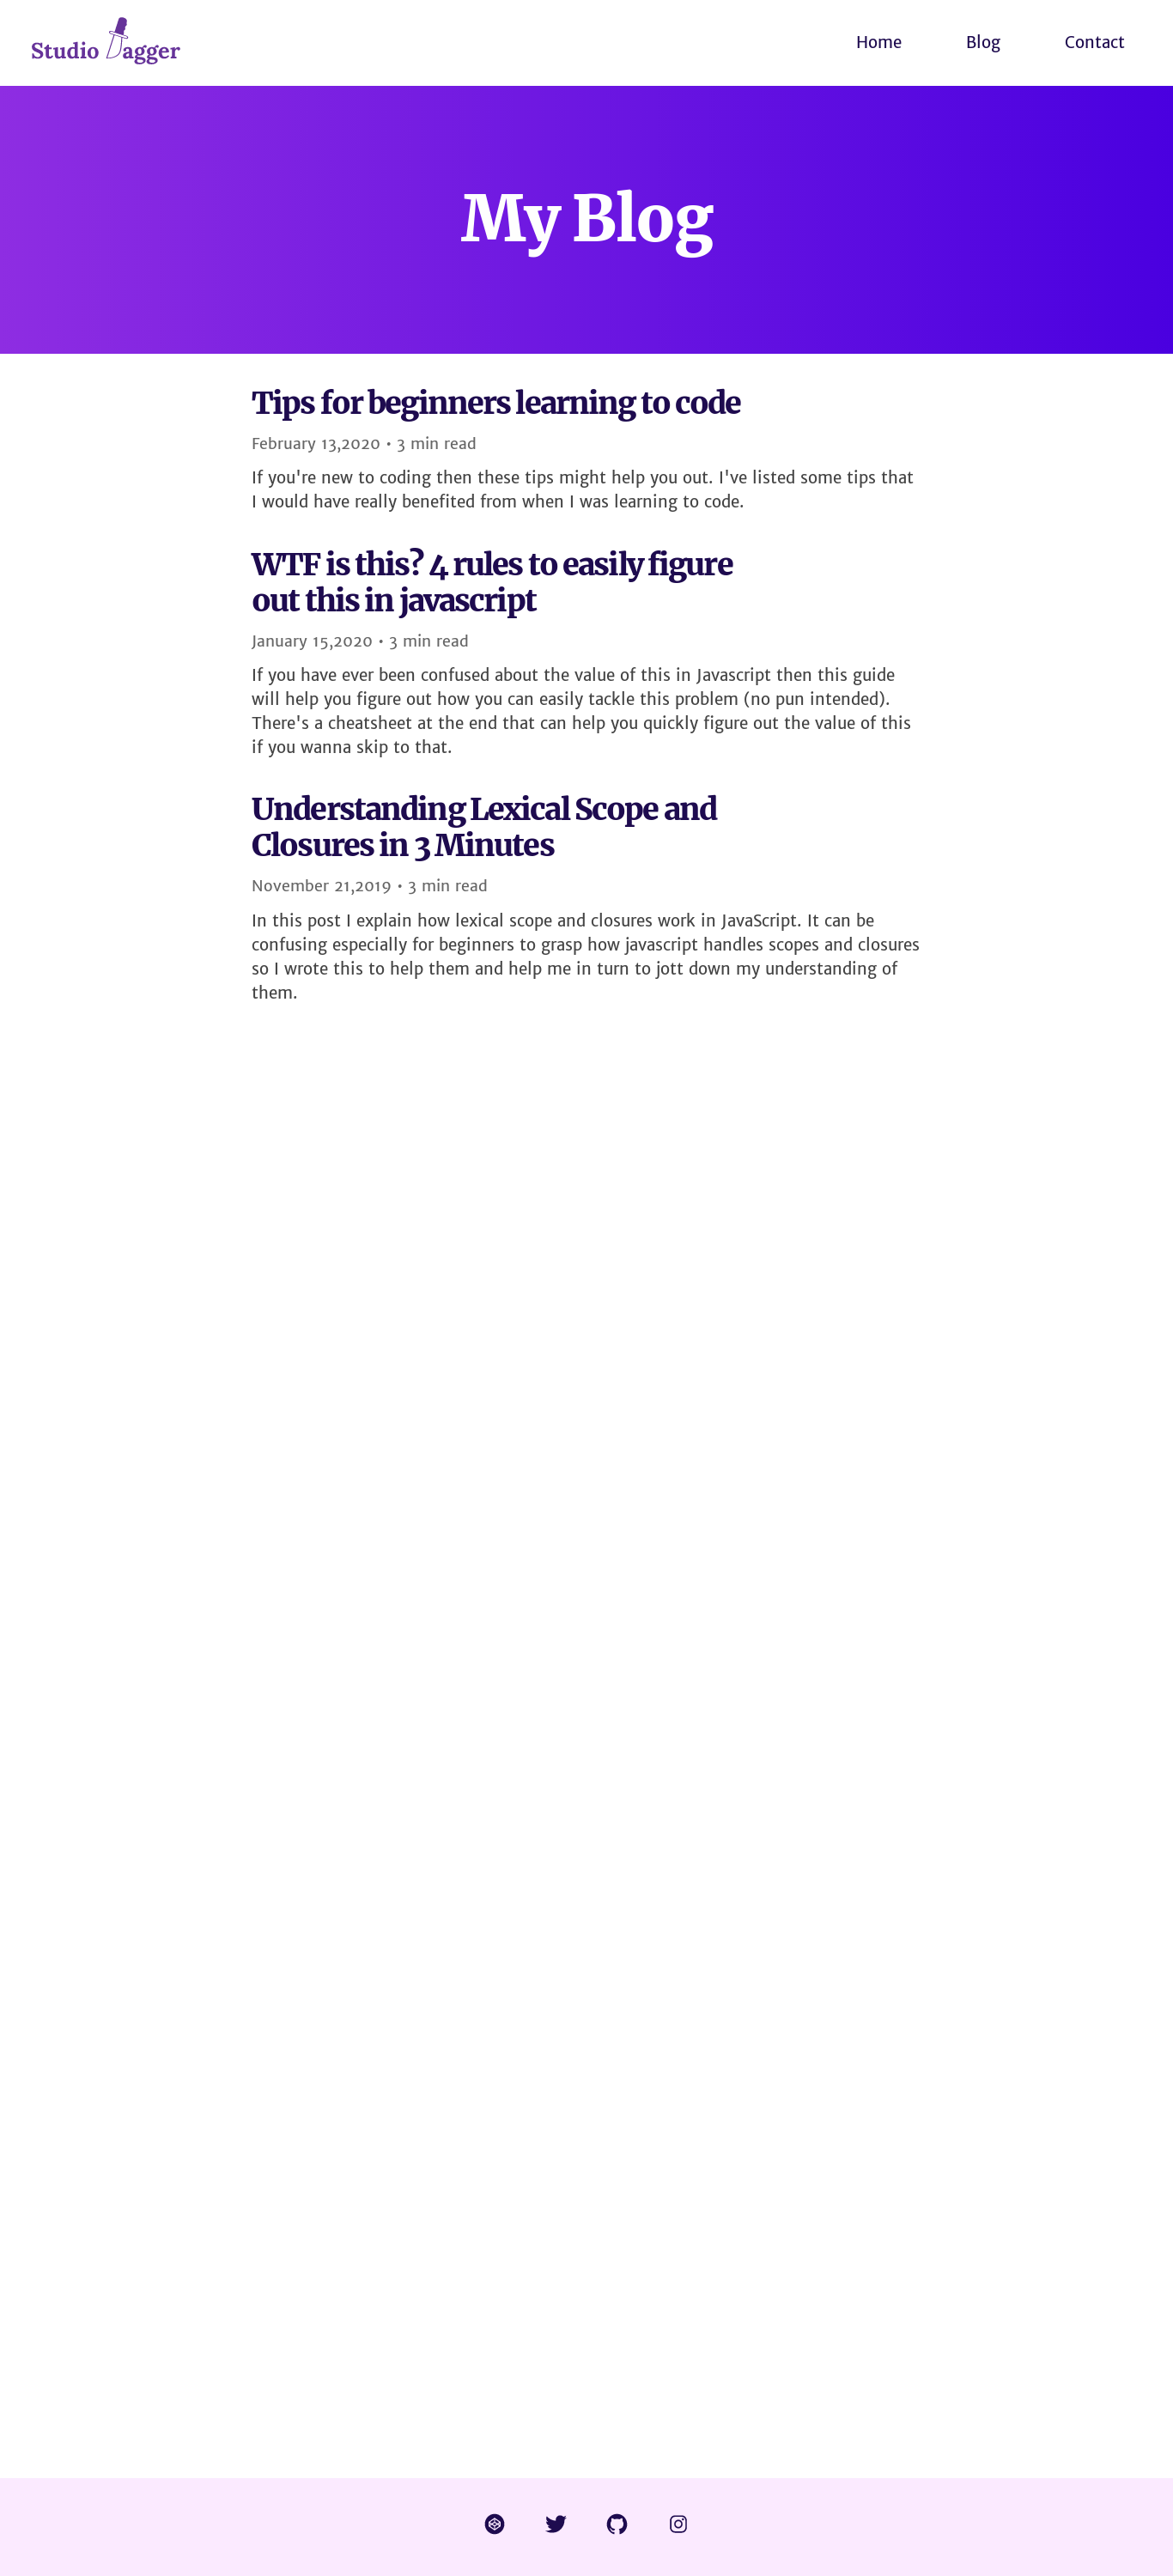 Studio Dagger
Home
Blog
Contact
My Blog
Tips for beginners learning to code
February 13,2020 • 3 min read
If you're new to coding then these tips might help you out. I've listed some tips that
I would have really benefited from when I was learning to code.
WTF is this? 4 rules to easily figure
out this in javascript
January 15,2020 • 3 min read
If you have ever been confused about the value of this in Javascript then this guide
will help you figure out how you can easily tackle this problem (no pun intended).
There's a cheatsheet at the end that can help you quickly figure out the value of this
if you wanna skip to that.
Understanding Lexical Scope and
Closures in 3 Minutes
November 21,2019 • 3 min read
In this post I explain how lexical scope and closures work in JavaScript. It can be
confusing especially for beginners to grasp how javascript handles scopes and closures
so I wrote this to help them and help me in turn to jott down my understanding of
them.